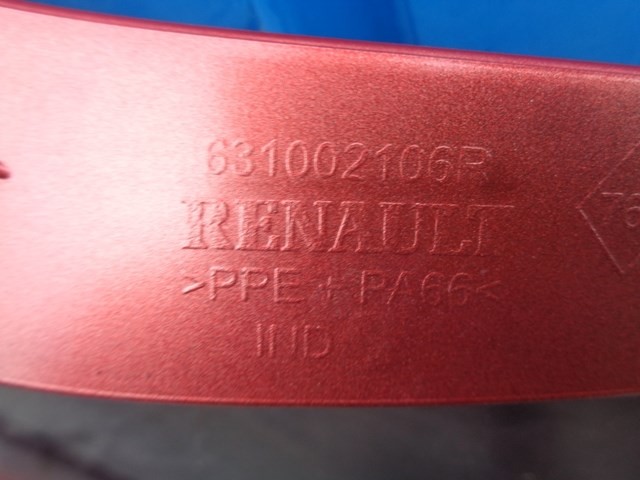 631002106R
RENAULT
>PPE + PA66<
IND